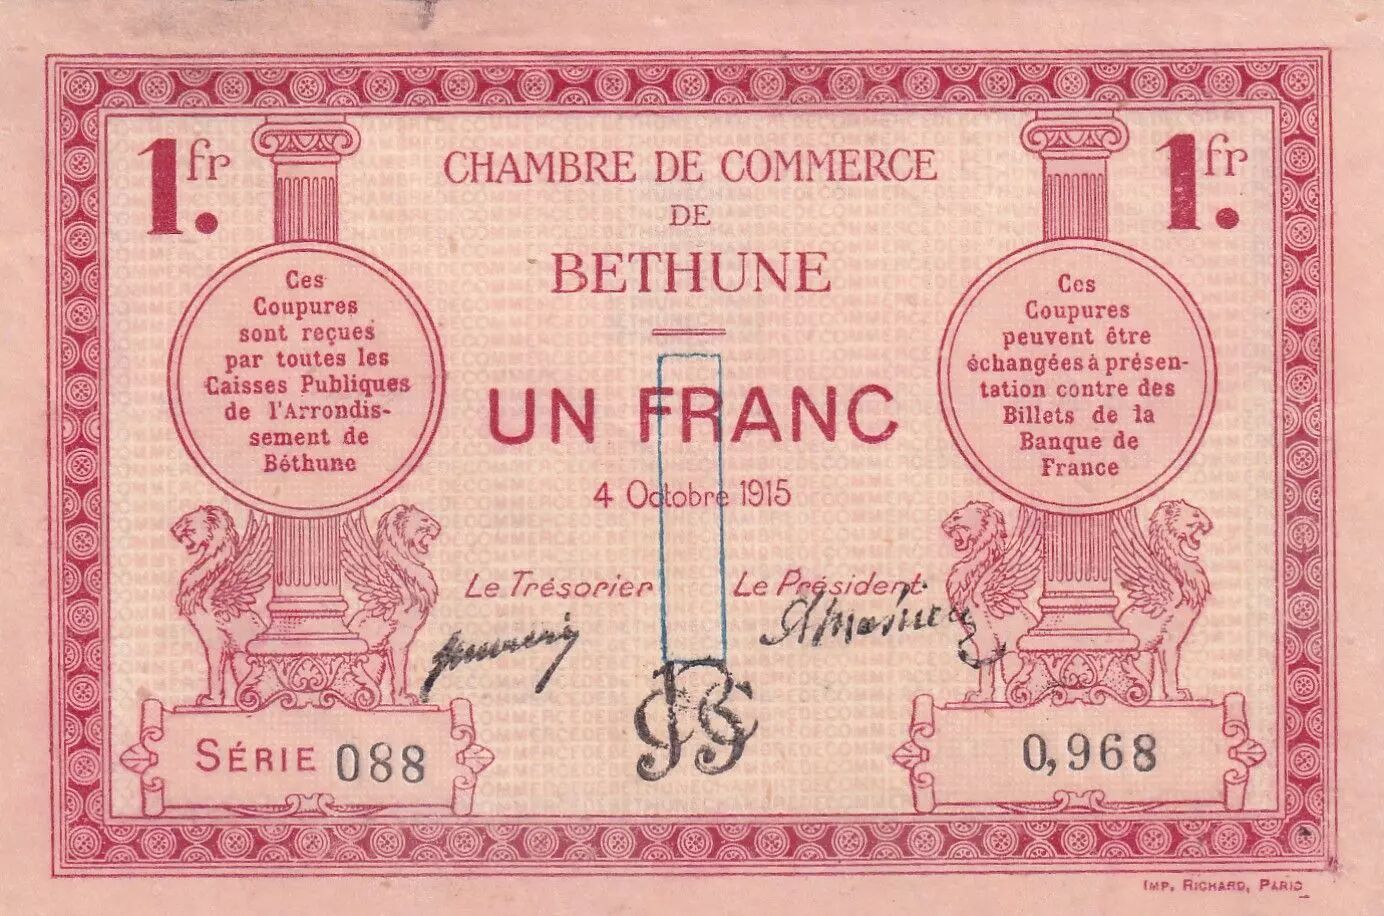 1.fr
CHAMBRE DE COMMERCE
DE
BETHUNE
1.fr
Ces
Coupures
sont reçues
par toutes les
Caisses Publiques
de l'Arrondis-
sement de
Béthune
Ces
Coupures
peuvent être
échangées à présen-
tation contre des
Billets de la
Banque de
France
UN FRANC
4 Octobre 1915
Le Trésorier
Le Président
SÉRIE 088
0,968
IMP. RICHARD, PARIS